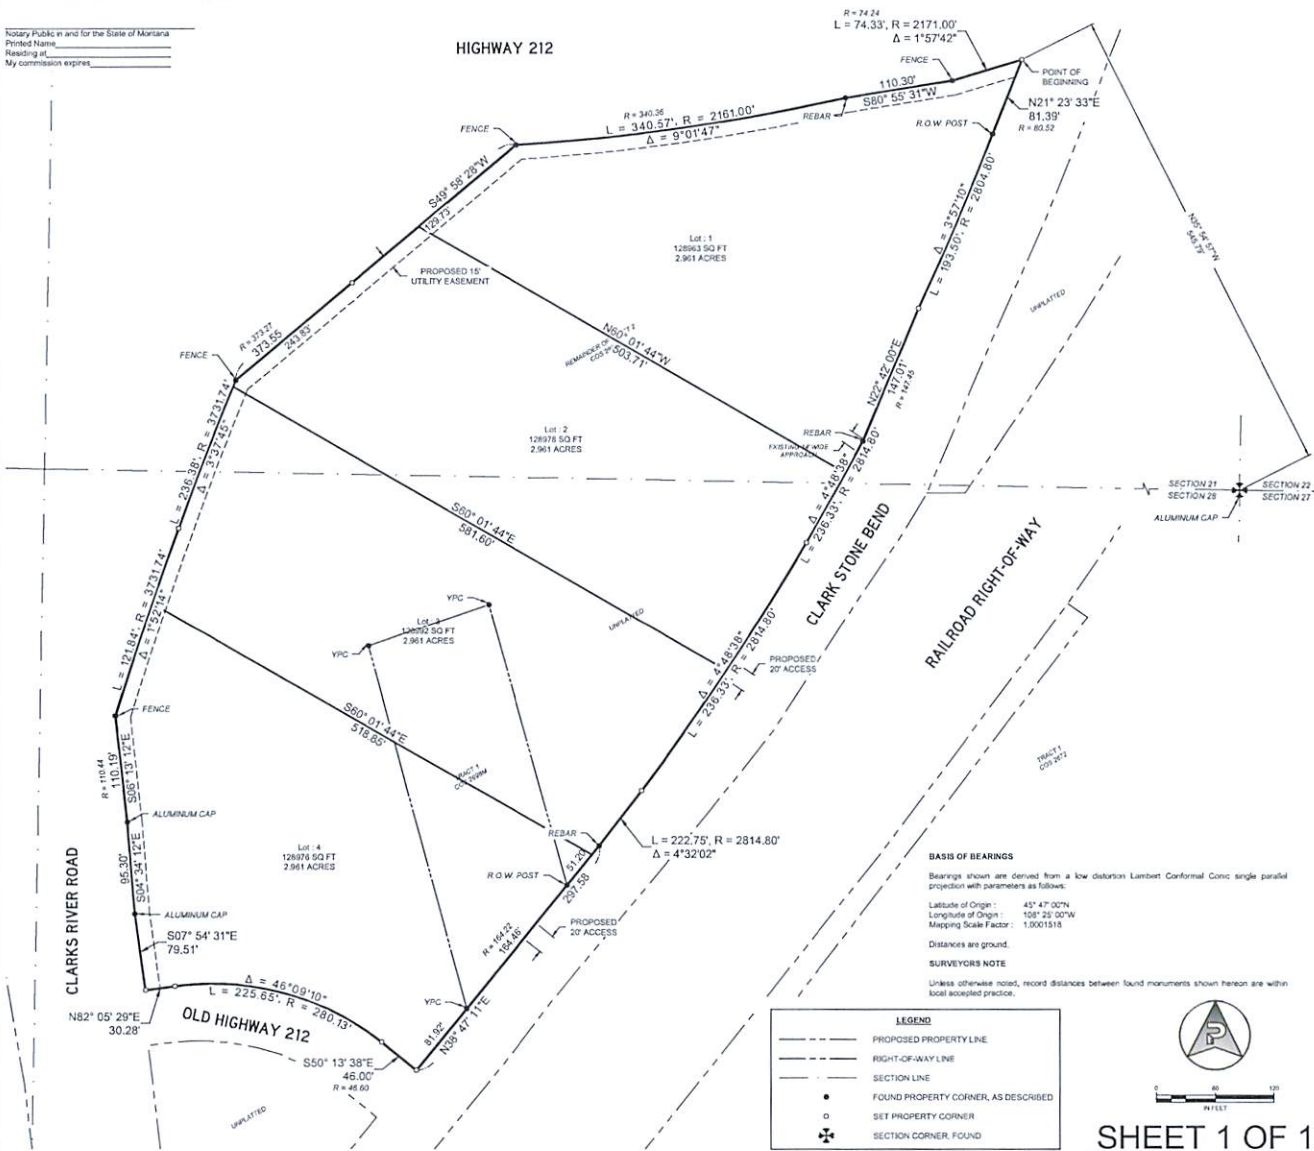 Notary Public in and for the State of Montana
Printed Name
Residing at
My commission expires
HIGHWAY 212
R = 74.24
L = 74.33', R = 2171.00'
Δ = 1°57'42"
FENCE
POINT OF
BEGINNING
110.30'
S80° 55' 31"W
N21° 23' 33"E
81.39'
R = 80.52
R.O.W. POST
REBAR
R = 340.36
L = 340.57', R = 2161.00'
Δ = 9°01'47"
FENCE
S49° 58' 28"W
129.73'
PROPOSED 15'
UTILITY EASEMENT
Lot : 1
128963 SQ FT
2.961 ACRES
Δ = 3°57'10"
L = 193.50', R = 2804.80'
N35° 54' 57"W
545.79'
UNPLATTED
R = 373.27
373.55
243.83'
FENCE
N60° 01' 44"W
503.71'
REMAINDER OF
N22° 42' 00"E
147.01'
R = 147.45
REBAR
APPROACH
Lot : 2
128978 SQ FT
2.961 ACRES
L = 236.38', R = 3731.74'
Δ = 3°37'45"
Δ = 4°48'38"
L = 236.33', R = 2814.80'
SECTION 21
SECTION 22
SECTION 28
SECTION 27
ALUMINUM CAP
S60° 01' 44"E
581.60'
CLARK STONE BEND
RAILROAD RIGHT-OF-WAY
L = 121.84', R = 3731.74'
Δ = 1°52'14"
YPC
Lot : 3
SQ FT
2.961 ACRES
YPC
UNPLATTED
Δ = 4°48'38"
L = 236.33', R = 2814.80'
PROPOSED
20' ACCESS
FENCE
S60° 01' 44"E
518.85'
TRACT 1
COS 2672
TRACT 1
COS 2698M
R = 110.44
110.19'
S06° 13' 12"E
ALUMINUM CAP
REBAR
L = 222.75', R = 2814.80'
Δ = 4°32'02"
Lot : 4
128976 SQ FT
2.961 ACRES
R.O.W. POST
51.20'
297.58
95.30'
S04° 34' 12"E
ALUMINUM CAP
S07° 54' 31"E
79.51'
PROPOSED
20' ACCESS
R = 164.22
164.46'
CLARKS RIVER ROAD
N82° 05' 29"E
30.28'
Δ = 46°09'10"
L = 225.65', R = 280.13'
OLD HIGHWAY 212
YPC
81.92'
N38° 47' 11"E
S50° 13' 38"E
46.00'
R = 46.60
UNPLATTED
BASIS OF BEARINGS
Bearings shown are derived from a low distortion Lambert Conformal Conic single parallel
projection with parameters as follows:
Latitude of Origin : 45° 47' 00"N
Longitude of Origin : 108° 25' 00"W
Mapping Scale Factor : 1.0001518
Distances are ground.
SURVEYORS NOTE
Unless otherwise noted, record distances between found monuments shown hereon are within
local accepted practice.
LEGEND
PROPOSED PROPERTY LINE
RIGHT-OF-WAY LINE
SECTION LINE
FOUND PROPERTY CORNER, AS DESCRIBED
SET PROPERTY CORNER
SECTION CORNER, FOUND
P
0 60 120
IN FEET
SHEET 1 OF 1